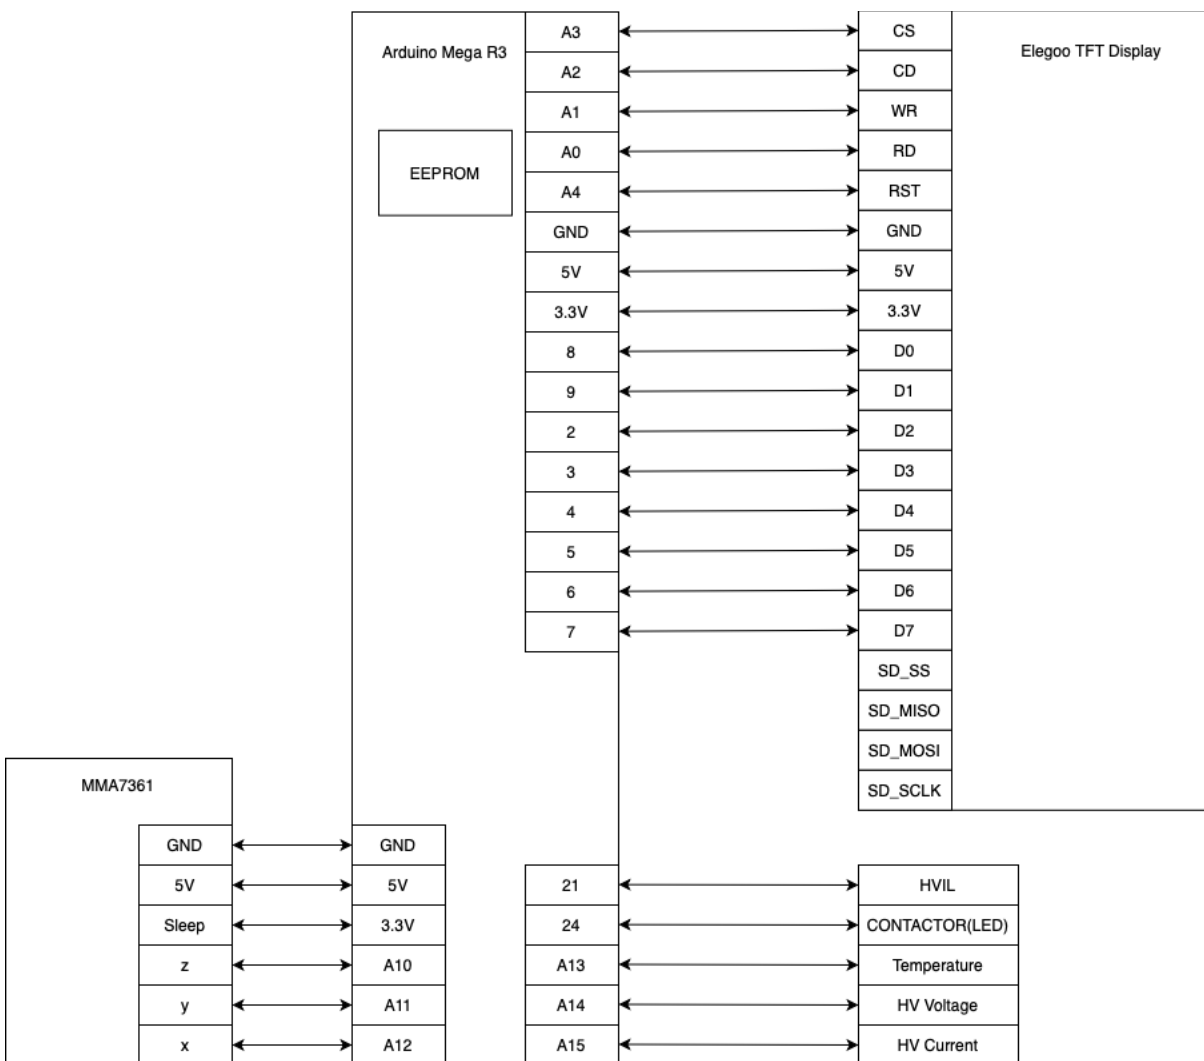 Arduino Mega R3
Elegoo TFT Display
EEPROM
A3 CS
A2 CD
A1 WR
A0 RD
A4 RST
GND GND
5V 5V
3.3V 3.3V
8 D0
9 D1
2 D2
3 D3
4 D4
5 D5
6 D6
7 D7
SD_SS
SD_MISO
SD_MOSI
SD_SCLK
MMA7361
GND GND
5V 5V
Sleep 3.3V
z A10
y A11
x A12
21 HVIL
24 CONTACTOR(LED)
A13 Temperature
A14 HV Voltage
A15 HV Current